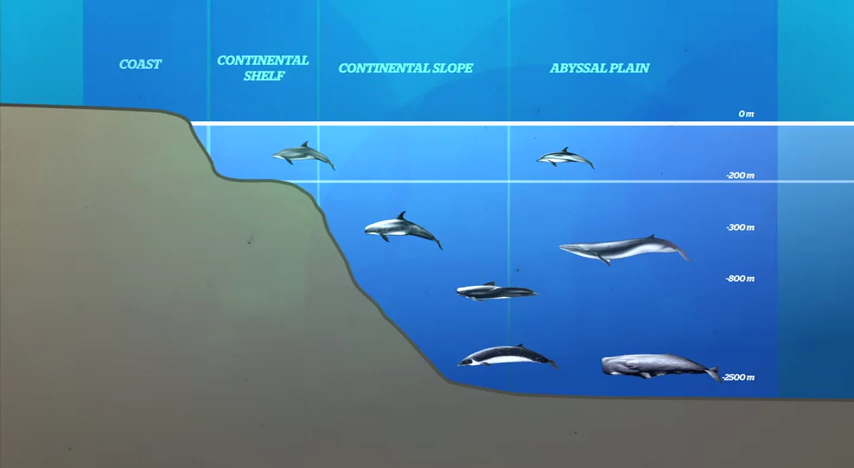 COAST
CONTINENTAL
SHELF
CONTINENTAL SLOPE
ABYSSAL PLAIN
0 m
-200 m
-300 m
-800 m
-2500 m